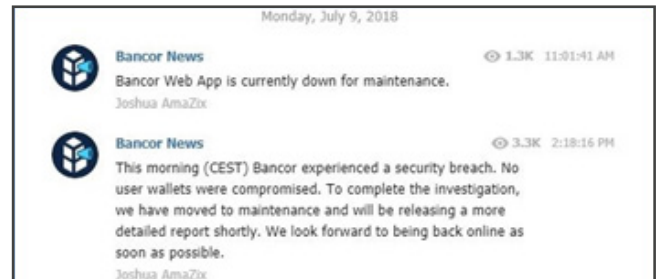 Monday, July 9, 2018
Bancor News 1.3K 11:01:41 AM
Bancor Web App is currently down for maintenance.
Joshua AmaZix
Bancor News 3.3K 2:18:16 PM
This morning (CEST) Bancor experienced a security breach. No
user wallets were compromised. To complete the investigation,
we have moved to maintenance and will be releasing a more
detailed report shortly. We look forward to being back online as
soon as possible.
Joshua AmaZix